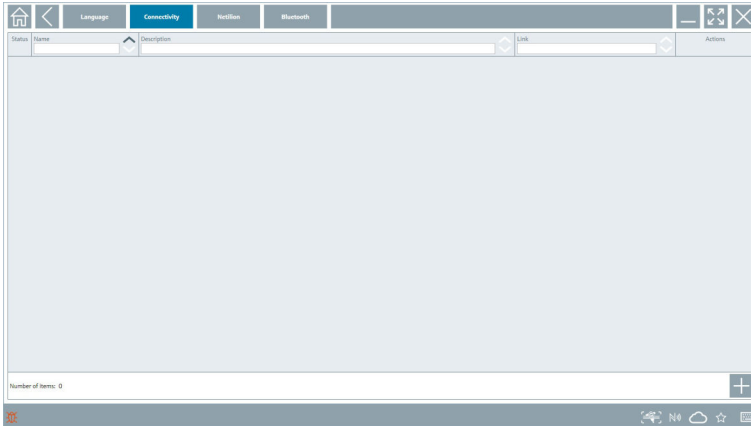 Language Connectivity Netilion Bluetooth
Status Name Description Link Actions
Number of items: 0
N